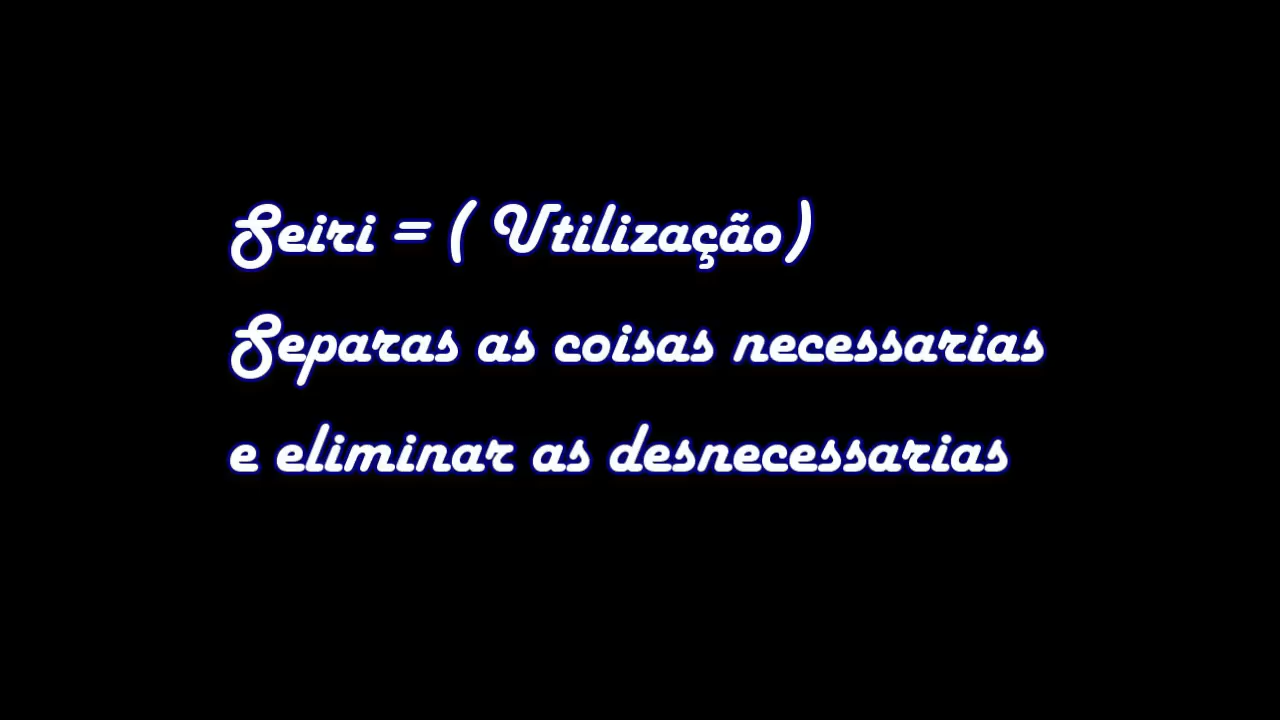 Seiri = ( Utilização)
Separas as coisas necessarias
e eliminar as desnecessarias